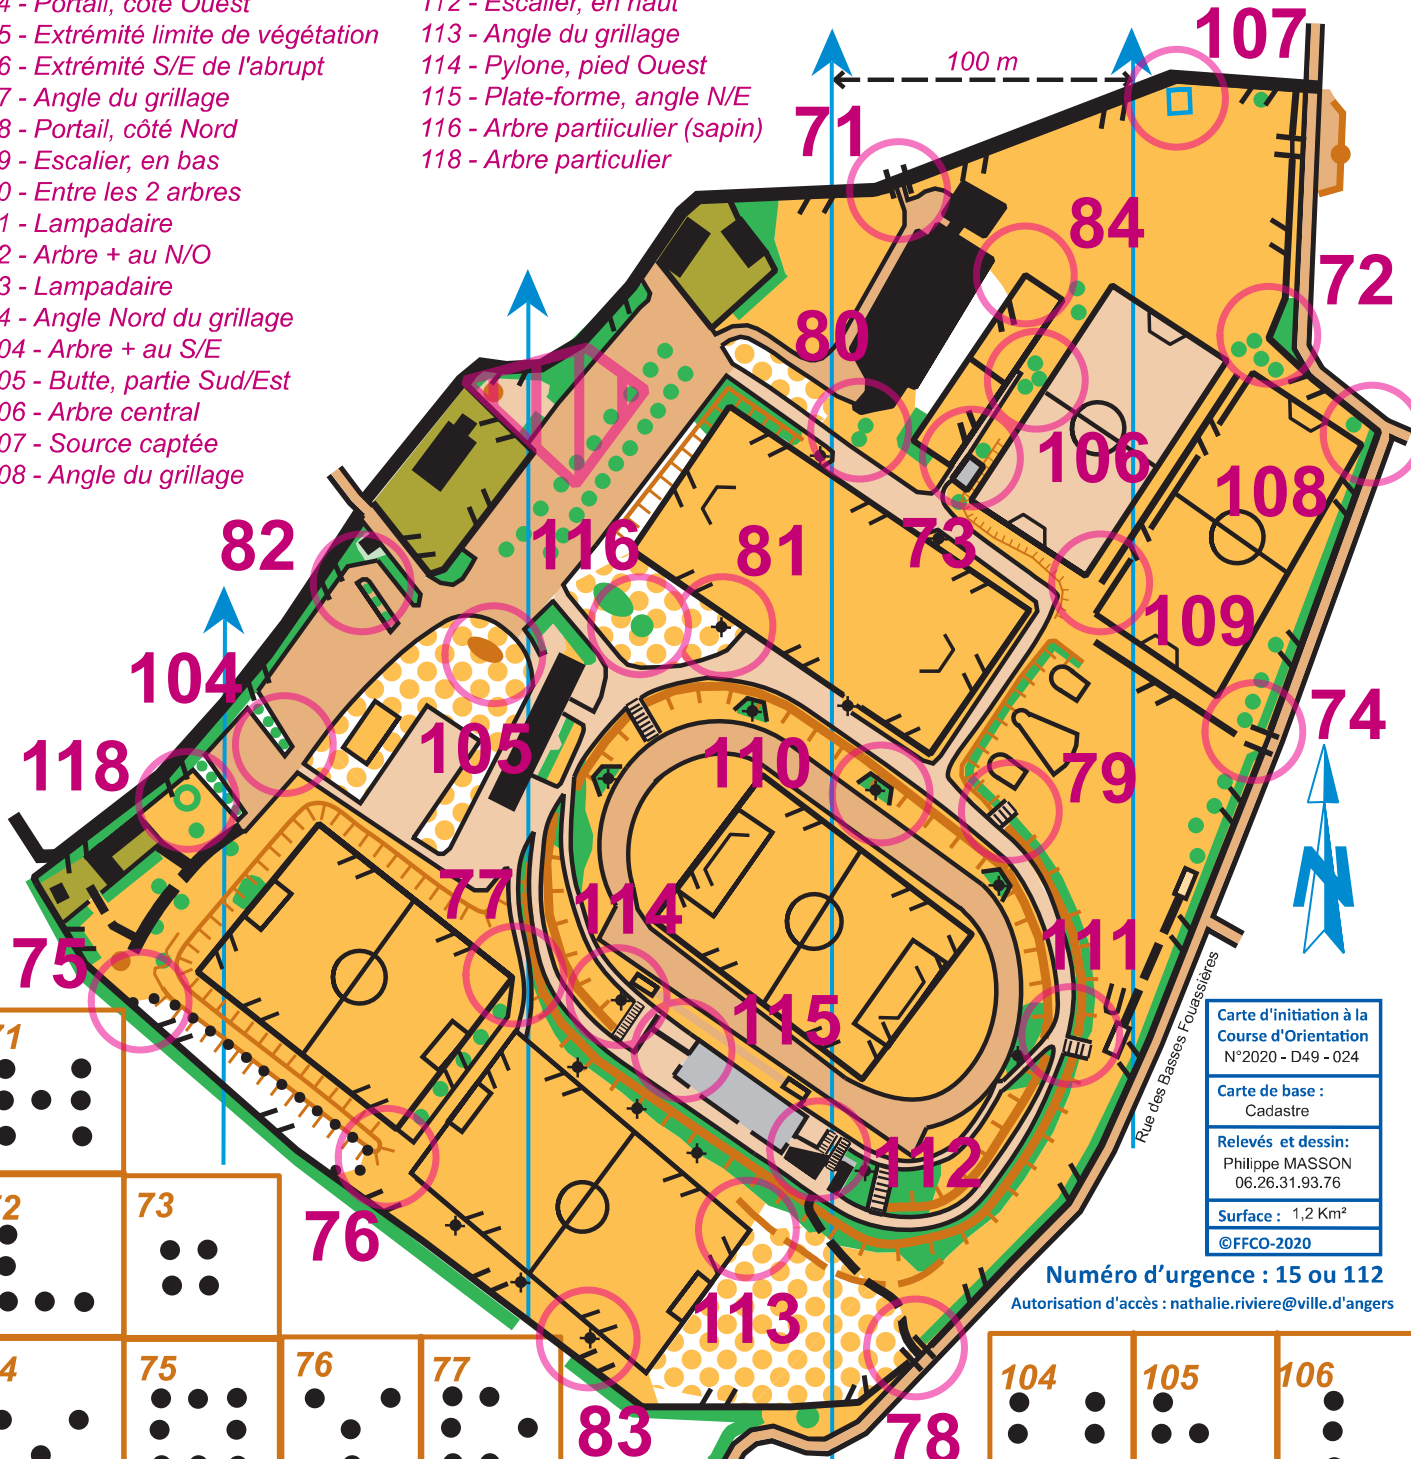 4 - Portail, côté Ouest
5 - Extrémité limite de végétation
6 - Extrémité S/E de l'abrupt
7 - Angle du grillage
8 - Portail, côté Nord
9 - Escalier, en bas
0 - Entre les 2 arbres
1 - Lampadaire
2 - Arbre + au N/O
3 - Lampadaire
4 - Angle Nord du grillage
04 - Arbre + au S/E
05 - Butte, partie Sud/Est
06 - Arbre central
07 - Source captée
08 - Angle du grillage
112 - Escalier, en haut
113 - Angle du grillage
114 - Pylone, pied Ouest
115 - Plate-forme, angle N/E
116 - Arbre partiiculier (sapin)
118 - Arbre particulier
100 m
107
71
84
72
80
106
108
73
82
116
81
109
104
74
118
105
110
79
77
114
111
75
115
112
76
113
83
78
N
Rue des Basses Fouassières
Carte d'initiation à la
Course d'Orientation
N°2020 - D49 - 024
Carte de base :
Cadastre
Relevés et dessin:
Philippe MASSON
06.26.31.93.76
Surface : 1,2 Km²
©FFCO-2020
Numéro d'urgence : 15 ou 112
Autorisation d'accès : nathalie.riviere@ville.d'angers
71
2
73
4
75
76
77
104
105
106